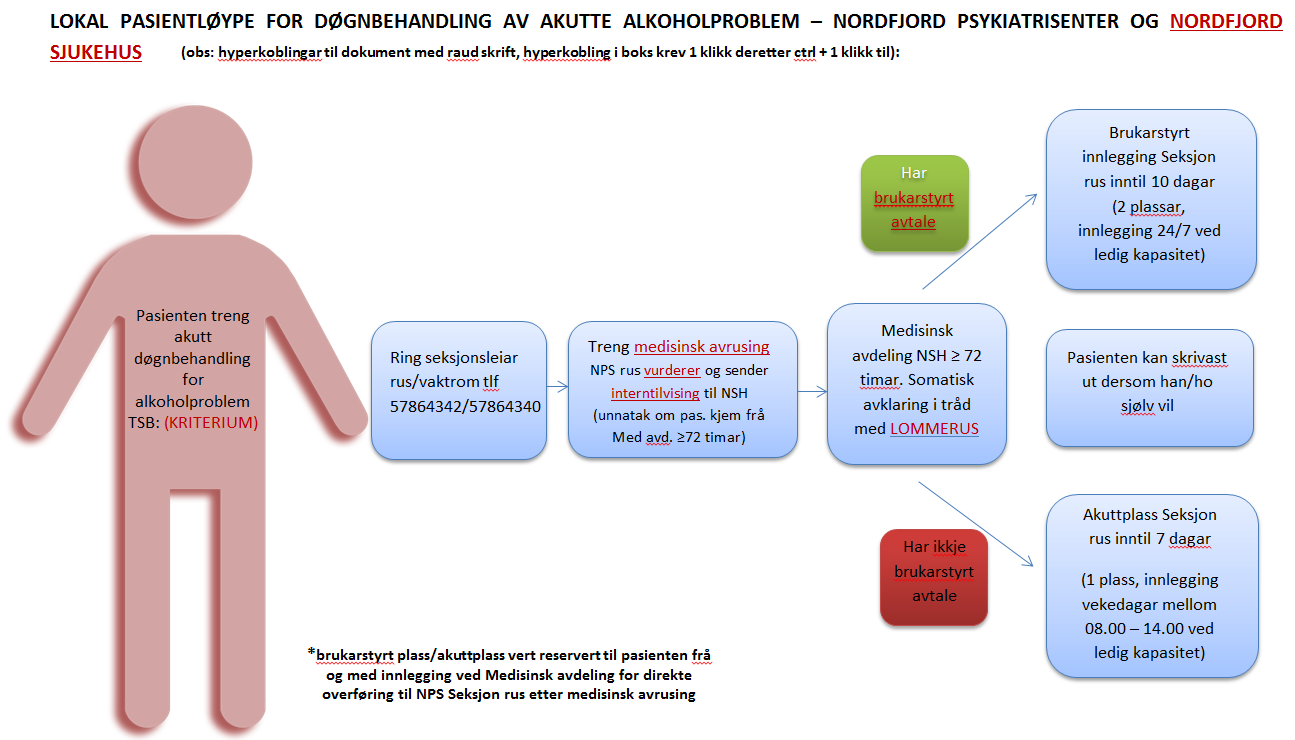 LOKAL PASIENTLØYPE FOR DØGNBEHANDLING AV AKUTTE ALKOHOLPROBLEM – NORDFJORD PSYKIATRISENTER OG NORDFJORD
SJUKEHUS (obs: hyperkoblingar til dokument med raud skrift, hyperkobling i boks krev 1 klikk deretter ctrl + 1 klikk til):
Pasienten treng
akutt
døgnbehandling
for
alkoholproblem
TSB: (KRITERIUM)
Ring seksjonsleiar
rus/vaktrom tlf
57864342/57864340
Treng medisinsk avrusing
NPS rus vurderer og sender
interntilvising til NSH
(unnatak om pas. kjem frå
Med avd. ≥72 timar)
Medisinsk
avdeling NSH ≥ 72
timar. Somatisk
avklaring i tråd
med LOMMERUS
Har
brukarstyrt
avtale
Brukarstyrt
innlegging Seksjon
rus inntil 10 dagar
(2 plassar,
innlegging 24/7 ved
ledig kapasitet)
Pasienten kan skrivast
ut dersom han/ho
sjølv vil
Har ikkje
brukarstyrt
avtale
Akuttplass Seksjon
rus inntil 7 dagar
(1 plass, innlegging
vekedagar mellom
08.00 – 14.00 ved
ledig kapasitet)
*brukarstyrt plass/akuttplass vert reservert til pasienten frå
og med innlegging ved Medisinsk avdeling for direkte
overføring til NPS Seksjon rus etter medisinsk avrusing